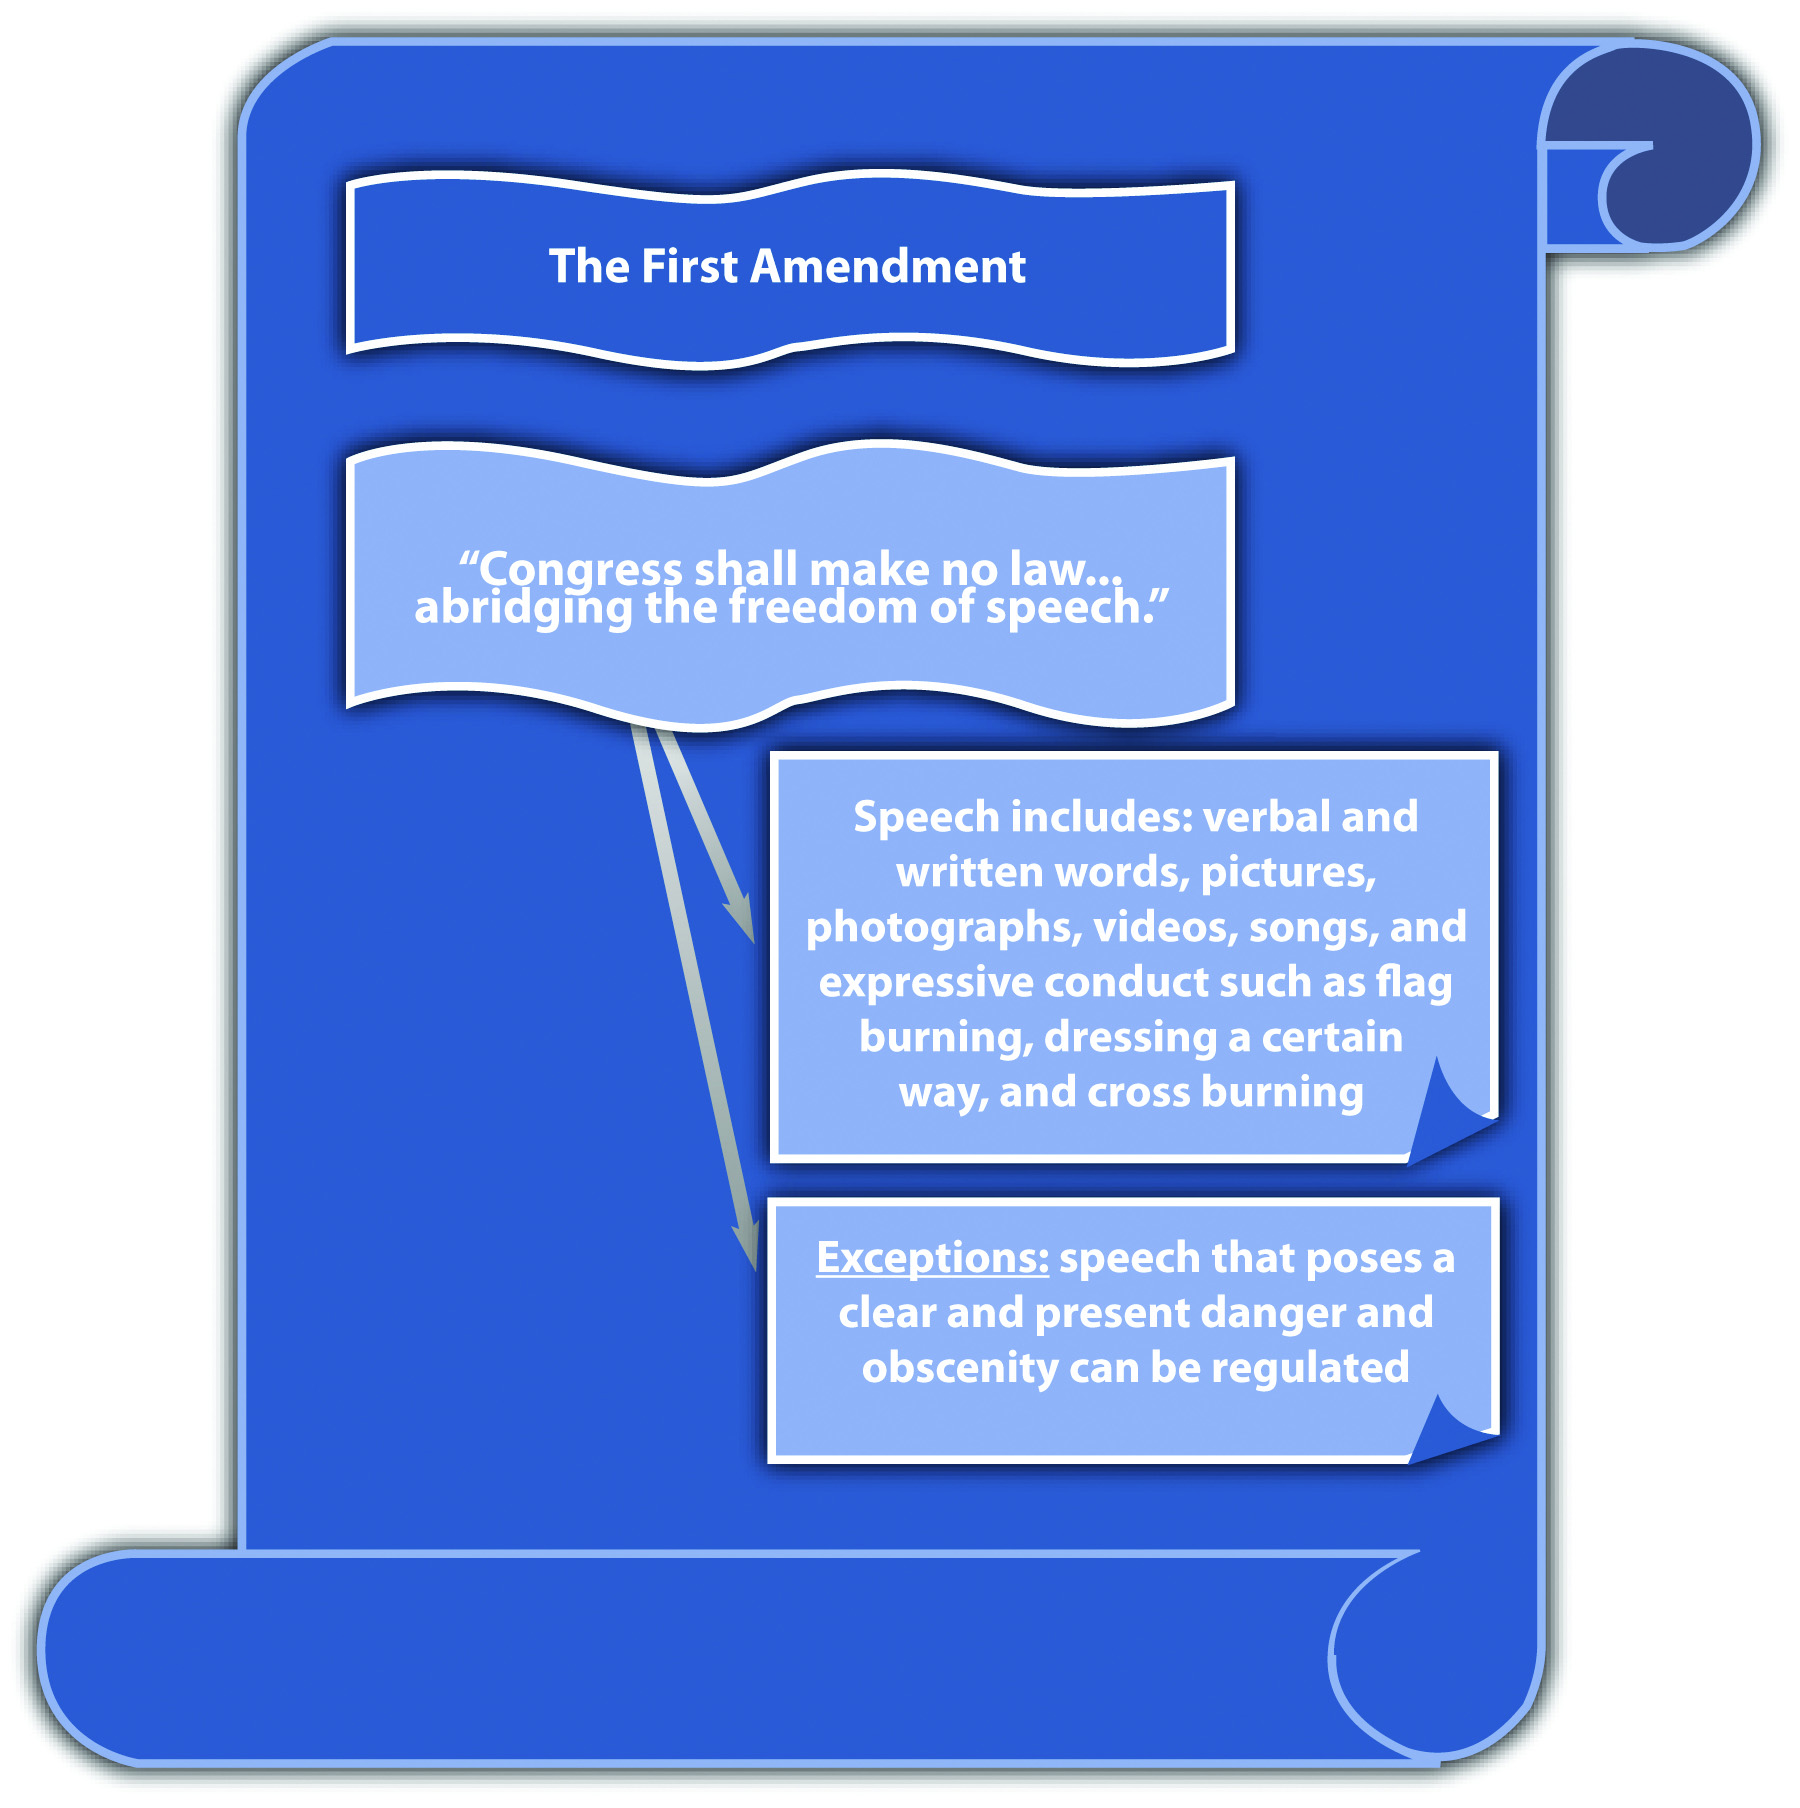 The First Amendment
“Congress shall make no law...
abridging the freedom of speech.”
Speech includes: verbal and
written words, pictures,
photographs, videos, songs, and
expressive conduct such as flag
burning, dressing a certain
way, and cross burning
Exceptions: speech that poses a
clear and present danger and
obscenity can be regulated